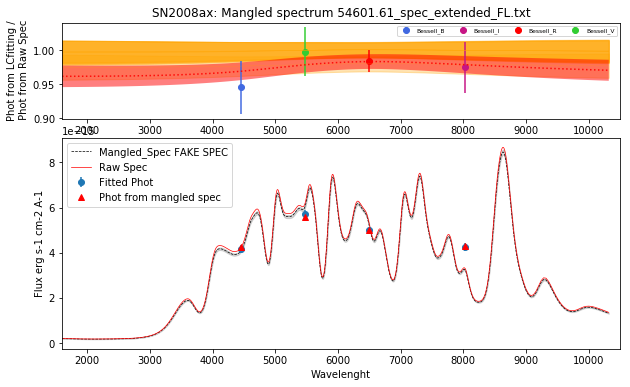 SN2008ax: Mangled spectrum 54601.61_spec_extended_FL.txt
Phot from LCfitting /
Phot from Raw Spec
1.00
0.95
0.90
Bessell_B
Bessell_I
Bessell_R
Bessell_V
2000 3000 4000 5000 6000 7000 8000 9000 10000
1e−15
Flux erg s-1 cm-2 A-1
8
6
4
2
0
Mangled_Spec FAKE SPEC
Raw Spec
Fitted Phot
Phot from mangled spec
2000 3000 4000 5000 6000 7000 8000 9000 10000
Wavelenght